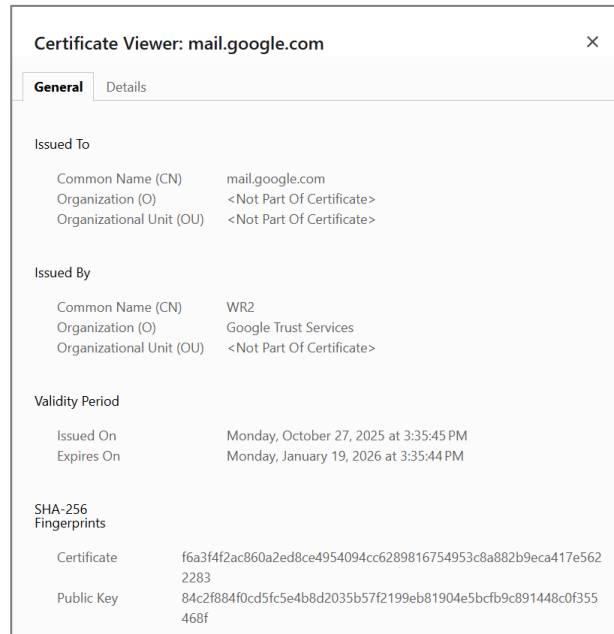 Certificate Viewer: mail.google.com
General Details
Issued To
Common Name (CN) mail.google.com
Organization (O) <Not Part Of Certificate>
Organizational Unit (OU) <Not Part Of Certificate>
Issued By
Common Name (CN) WR2
Organization (O) Google Trust Services
Organizational Unit (OU) <Not Part Of Certificate>
Validity Period
Issued On Monday, October 27, 2025 at 3:35:45 PM
Expires On Monday, January 19, 2026 at 3:35:44 PM
SHA-256
Fingerprints
Certificate f6a3f4f2ac860a2ed8ce4954094cc6289816754953c8a882b9eca417e562
2283
Public Key 84c2f884f0cd5fc5e4b8d2035b57f2199eb81904e5bcfb9c891448c0f355
468f